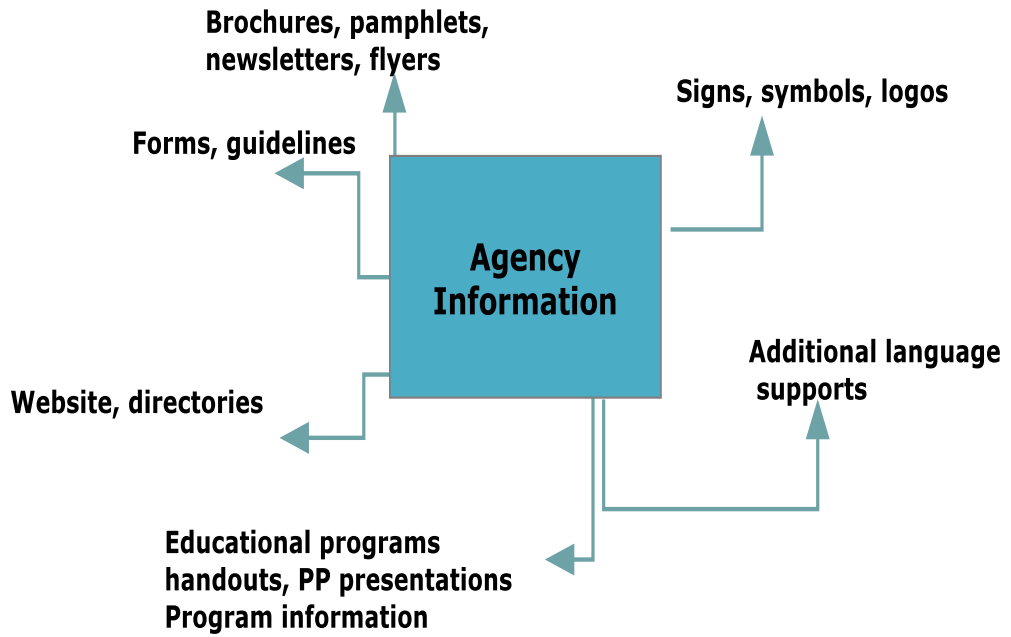 Brochures, pamphlets,
newsletters, flyers
Signs, symbols, logos
Forms, guidelines
Agency
Information
Additional language
supports
Website, directories
Educational programs
handouts, PP presentations
Program information